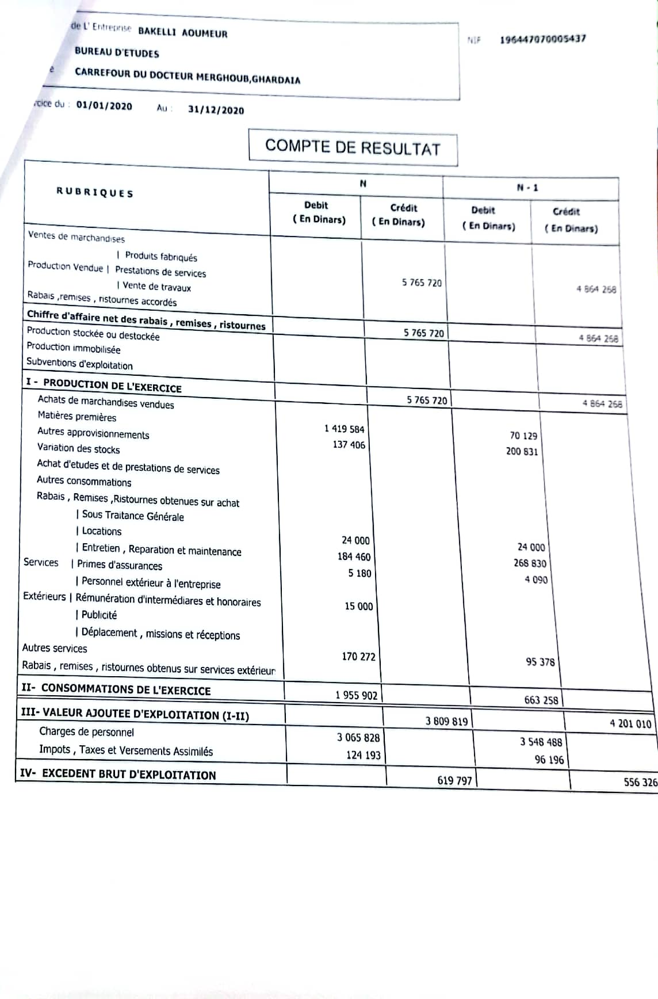 de L' Entreprise BAKELLI AOUMEUR
NIF 196447070005437
BUREAU D'ETUDES
CARREFOUR DU DOCTEUR MERGHOUB,GHARDAIA
du : 01/01/2020 Au : 31/12/2020
COMPTE DE RESULTAT
RUBRIQUES N N - 1
Debit Crédit Debit Crédit
( En Dinars) ( En Dinars) ( En Dinars) ( En Dinars)
Ventes de marchandises
| Produits fabriqués
Production Vendue | Prestations de services 5 765 720 4 864 268
| Vente de travaux
Rabais ,remises , ristournes accordés
Chiffre d'affaire net des rabais , remises , ristournes 5 765 720 4 864 268
Production stockée ou destockée
Production immobilisée
Subventions d'exploitation
I - PRODUCTION DE L'EXERCICE 5 765 720 4 864 268
Achats de marchandises vendues
Matières premières 1 419 584 70 129
Autres approvisionnements 137 406 200 831
Variation des stocks
Achat d'etudes et de prestations de services
Autres consommations
Rabais , Remises ,Ristournes obtenues sur achat
| Sous Traitance Générale
| Locations 24 000 24 000
| Entretien , Reparation et maintenance 184 460 268 830
Services | Primes d'assurances 5 180 4 090
| Personnel extérieur à l'entreprise
Extérieurs | Rémunération d'intermédiares et honoraires 15 000
| Publicité
| Déplacement , missions et réceptions
Autres services 170 272 95 378
Rabais , remises , ristournes obtenus sur services extérieur
II- CONSOMMATIONS DE L'EXERCICE 1 955 902 663 258
III- VALEUR AJOUTEE D'EXPLOITATION (I-II) 3 809 819 4 201 010
Charges de personnel 3 065 828 3 548 488
Impots , Taxes et Versements Assimilés 124 193 96 196
IV- EXCEDENT BRUT D'EXPLOITATION 619 797 556 326